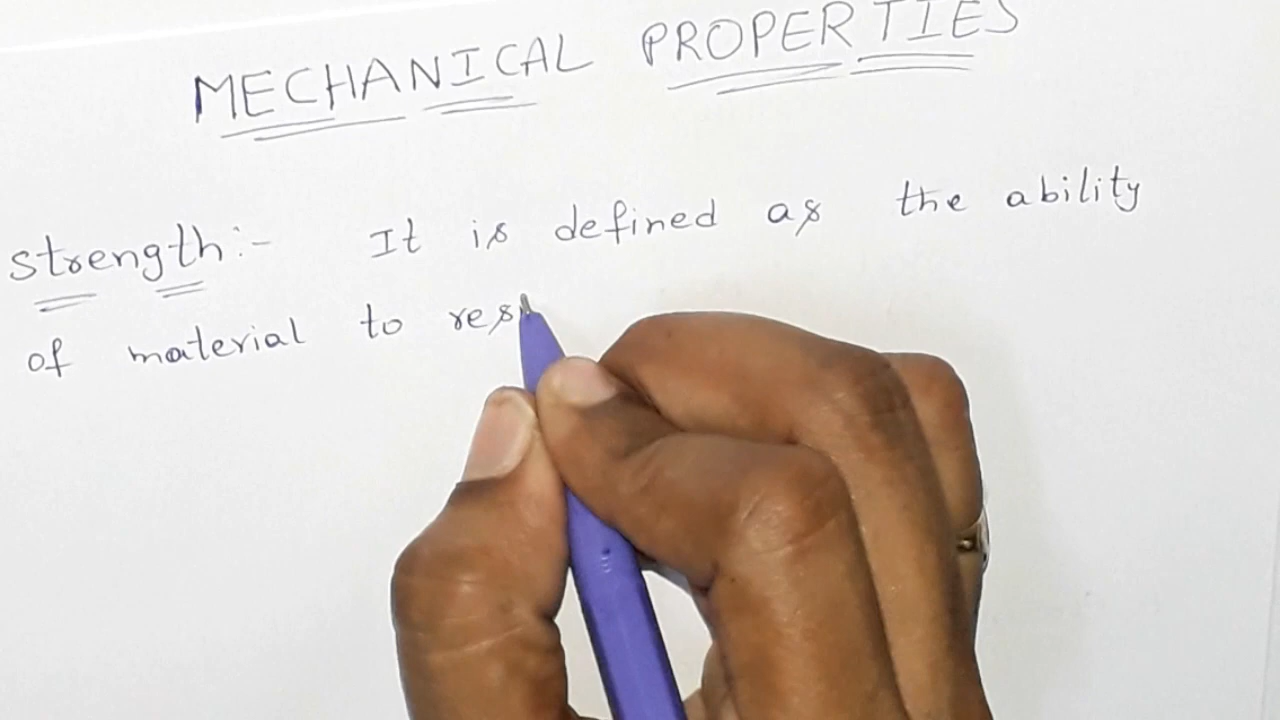 MECHANICAL PROPERTIES
strength:- It is defined as the ability
of material to res